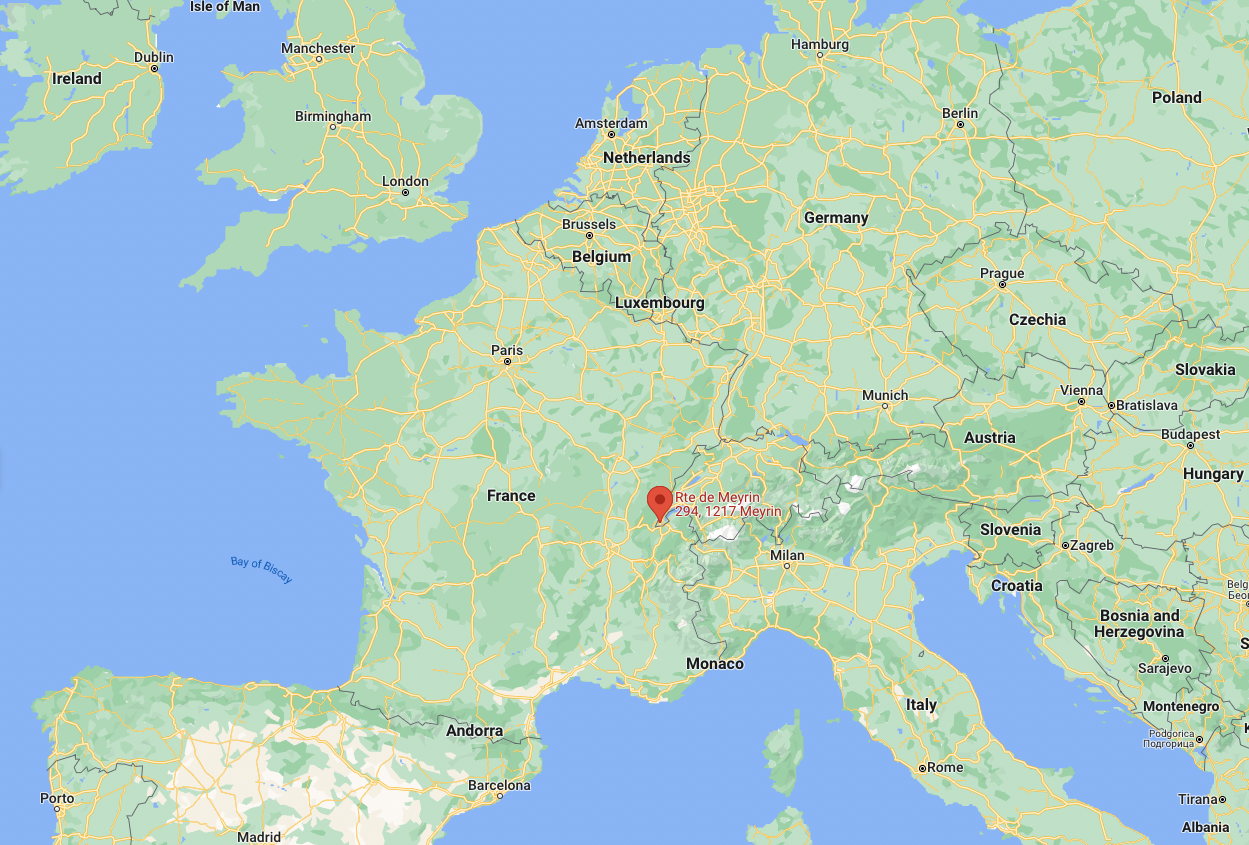 Isle of Man
Manchester
Hamburg
Dublin
Ireland
Poland
Birmingham
Berlin
Amsterdam
Netherlands
London
Germany
Brussels
Belgium
Prague
Luxembourg
Czechia
Paris
Slovakia
Vienna
Munich
Bratislava
Austria
Budapest
Hungary
France
Rte de Meyrin
294, 1217 Meyrin
Slovenia
Zagreb
Milan
Bay of Biscay
Croatia
Belg
Бео
Bosnia and
Herzegovina
S
Monaco
Sarajevo
Italy
Montenegro
Andorra
K
Podgorica
Подгорица
Rome
Barcelona
Porto
Tirana
Albania
Madrid